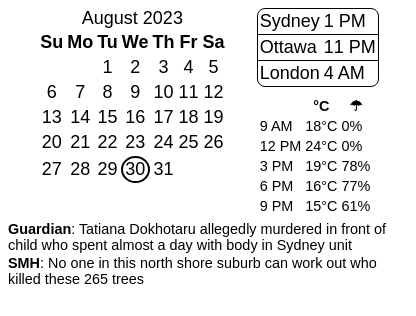 August 2023
Su Mo Tu We Th Fr Sa
1 2 3 4 5
6 7 8 9 10 11 12
13 14 15 16 17 18 19
20 21 22 23 24 25 26
27 28 29 30 31
Sydney 1 PM
Ottawa 11 PM
London 4 AM
°C ☂
9 AM 18°C 0%
12 PM 24°C 0%
3 PM 19°C 78%
6 PM 16°C 77%
9 PM 15°C 61%
Guardian: Tatiana Dokhotaru allegedly murdered in front of
child who spent almost a day with body in Sydney unit
SMH: No one in this north shore suburb can work out who
killed these 265 trees